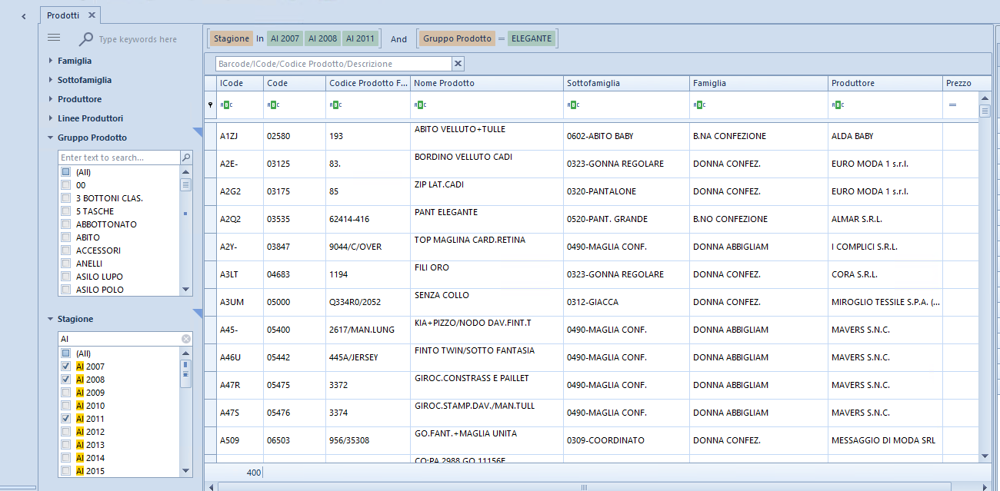 Prodotti
Type keywords here
Famiglia
Sottofamiglia
Produttore
Linee Produttori
Gruppo Prodotto
Enter text to search...
(All)
00
3 BOTTONI CLAS.
5 TASCHE
ABBOTTONATO
ABITO
ACCESSORI
ANELLI
ASILO LUPO
ASILO POLO
Stagione
AI
(All)
AI 2007
AI 2008
AI 2009
AI 2010
AI 2011
AI 2012
AI 2013
AI 2014
AI 2015
Stagione In AI 2007 AI 2008 AI 2011 And Gruppo Prodotto = ELEGANTE
Barcode/ICode/Codice Prodotto/Descrizione
ICode Code Codice Prodotto F... Nome Prodotto Sottofamiglia Famiglia Produttore Prezzo
ABC ABC ABC ABC ABC ABC ABC =
A1ZJ 02580 193 ABITO VELLUTO+TULLE 0602-ABITO BABY B.NA CONFEZIONE ALDA BABY
A2E- 03125 83. BORDINO VELLUTO CADI 0323-GONNA REGOLARE DONNA CONFEZ. EURO MODA 1 s.r.l.
A2G2 03175 85 ZIP LAT.CADI 0320-PANTALONE DONNA CONFEZ. EURO MODA 1 s.r.l.
A2Q2 03535 62414-416 PANT ELEGANTE 0520-PANT. GRANDE B.NO CONFEZIONE ALMAR S.R.L.
A2Y- 03847 9044/C/OVER TOP MAGLINA CARD.RETINA 0490-MAGLIA CONF. DONNA ABBIGLIAM I COMPLICI S.R.L.
A3LT 04683 1194 FILI ORO 0323-GONNA REGOLARE DONNA CONFEZ. CORA S.R.L.
A3UM 05000 Q334R0/2052 SENZA COLLO 0312-GIACCA DONNA CONFEZ. MIROGLIO TESSILE S.P.A. (...
A45- 05400 2617/MAN.LUNG KIA+PIZZO/NODO DAV.FINT.T 0490-MAGLIA CONF. DONNA ABBIGLIAM MAVERS S.N.C.
A46U 05442 445A/JERSEY FINTO TWIN/SOTTO FANTASIA 0490-MAGLIA CONF. DONNA ABBIGLIAM MAVERS S.N.C.
A47R 05475 3372 GIROC.CONSTRASS E PAILLET 0490-MAGLIA CONF. DONNA ABBIGLIAM MAVERS S.N.C.
A47S 05476 3374 GIROC.STAMP.DAV./MAN.TULL 0490-MAGLIA CONF. DONNA ABBIGLIAM MAVERS S.N.C.
A509 06503 956/35308 GO.FANT.+MAGLIA UNITA 0309-COORDINATO DONNA CONFEZ. MESSAGGIO DI MODA SRL
CO:PA 2988 GO 11156E
400